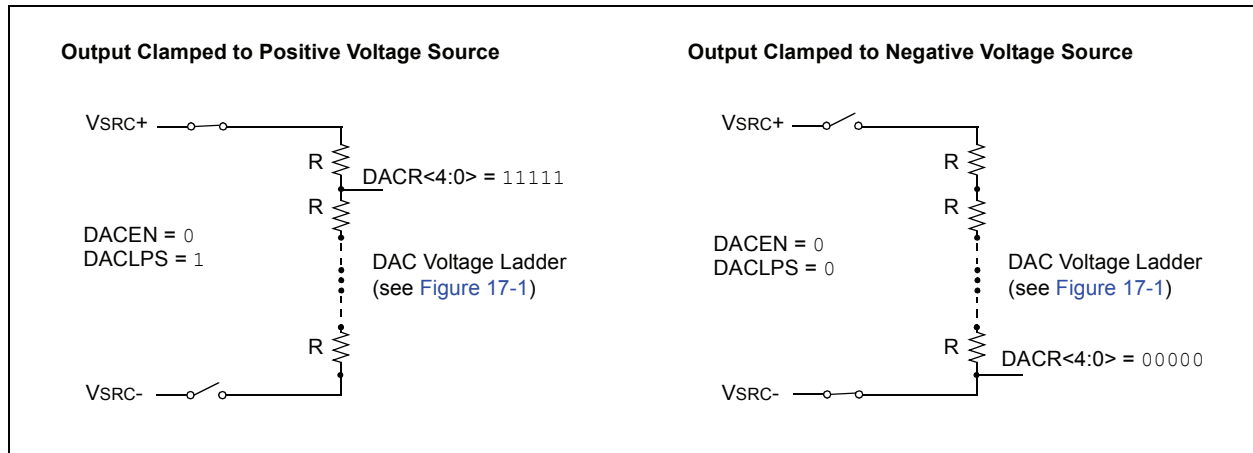 Output Clamped to Positive Voltage Source
VSRC+
R
DACR<4:0> = 11111
R
DACEN = 0
DACLPS = 1
DAC Voltage Ladder
(see Figure 17-1)
R
VSRC-
Output Clamped to Negative Voltage Source
VSRC+
R
R
DACEN = 0
DACLPS = 0
DAC Voltage Ladder
(see Figure 17-1)
R
DACR<4:0> = 00000
VSRC-